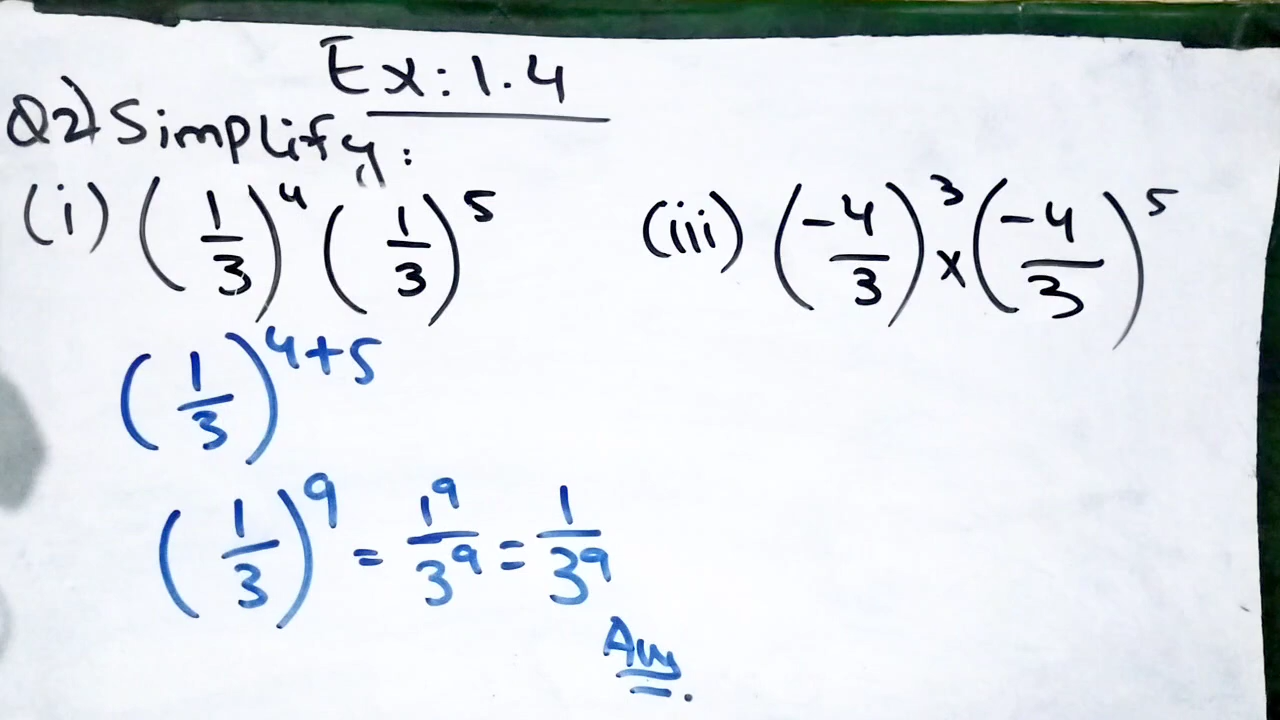 Ex: 1.4
Q2) Simplify:
(i) (1/3)^4 (1/3)^5
(1/3)^4+5
(1/3)^9 = 1^9/3^9 = 1/3^9
Ans.
(iii) (-4/3)^3 × (-4/3)^5